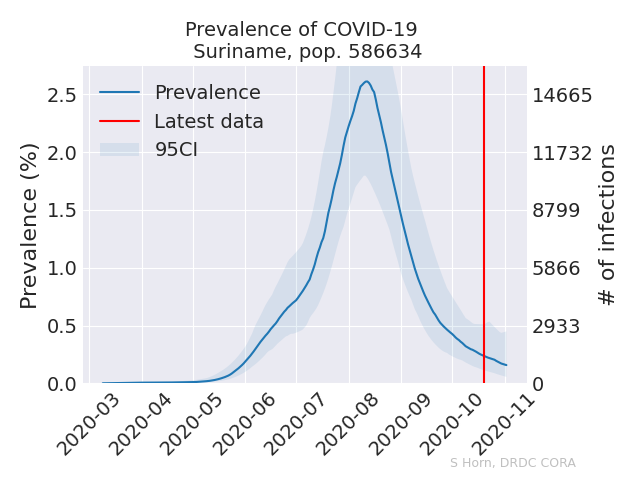 Prevalence of COVID-19
Suriname, pop. 586634
Prevalence
Latest data
95CI
Prevalence (%)
2.5
2.0
1.5
1.0
0.5
0.0
14665
11732
8799
5866
2933
0
# of infections
2020-03
2020-04
2020-05
2020-06
2020-07
2020-08
2020-09
2020-10
2020-11
S Horn, DRDC CORA